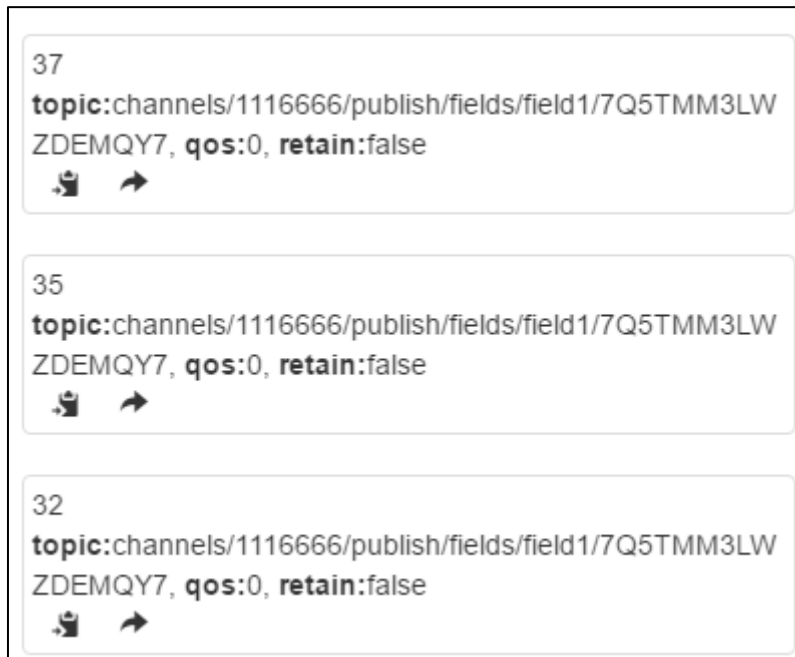 37
topic:channels/1116666/publish/fields/field1/7Q5TMM3LW
ZDEMQY7, qos:0, retain:false
35
topic:channels/1116666/publish/fields/field1/7Q5TMM3LW
ZDEMQY7, qos:0, retain:false
32
topic:channels/1116666/publish/fields/field1/7Q5TMM3LW
ZDEMQY7, qos:0, retain:false